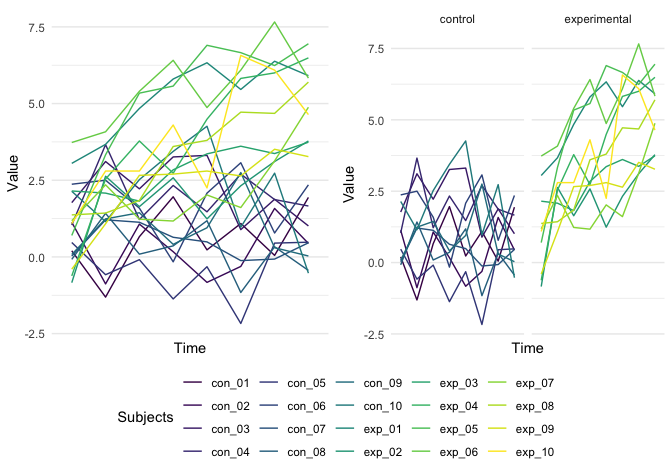 control experimental
7.5
5.0
2.5
0.0
-2.5
Value
Time
7.5
5.0
2.5
0.0
-2.5
Value
Time
Subjects
con_01 con_05 con_09 exp_03 exp_07
con_02 con_06 con_10 exp_04 exp_08
con_03 con_07 exp_01 exp_05 exp_09
con_04 con_08 exp_02 exp_06 exp_10